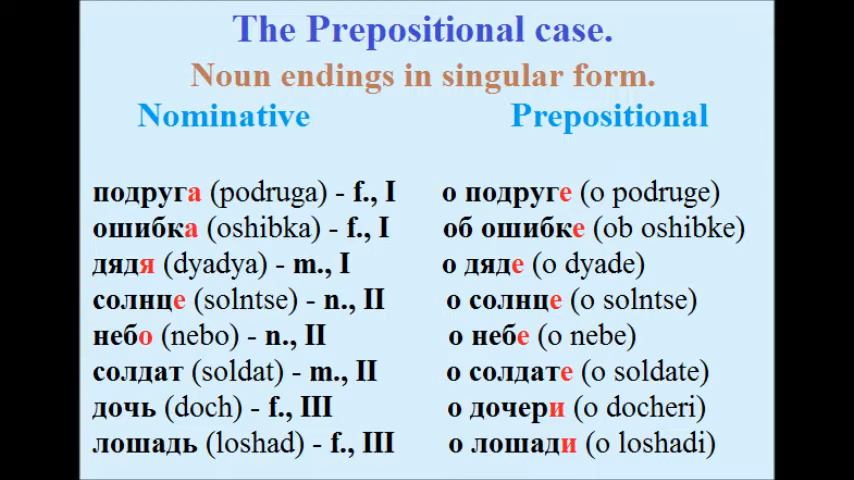 The Prepositional case.
Noun endings in singular form.
Nominative Prepositional
подруга (podruga) - f., I о подруге (o podruge)
ошибка (oshibka) - f., I об ошибке (ob oshibke)
дядя (dyadya) - m., I о дяде (o dyade)
солнце (solntse) - n., II о солнце (o solntse)
небо (nebo) - n., II о небе (o nebe)
солдат (soldat) - m., II о солдате (o soldate)
дочь (doch) - f., III о дочери (o docheri)
лошадь (loshad) - f., III о лошади (o loshadi)